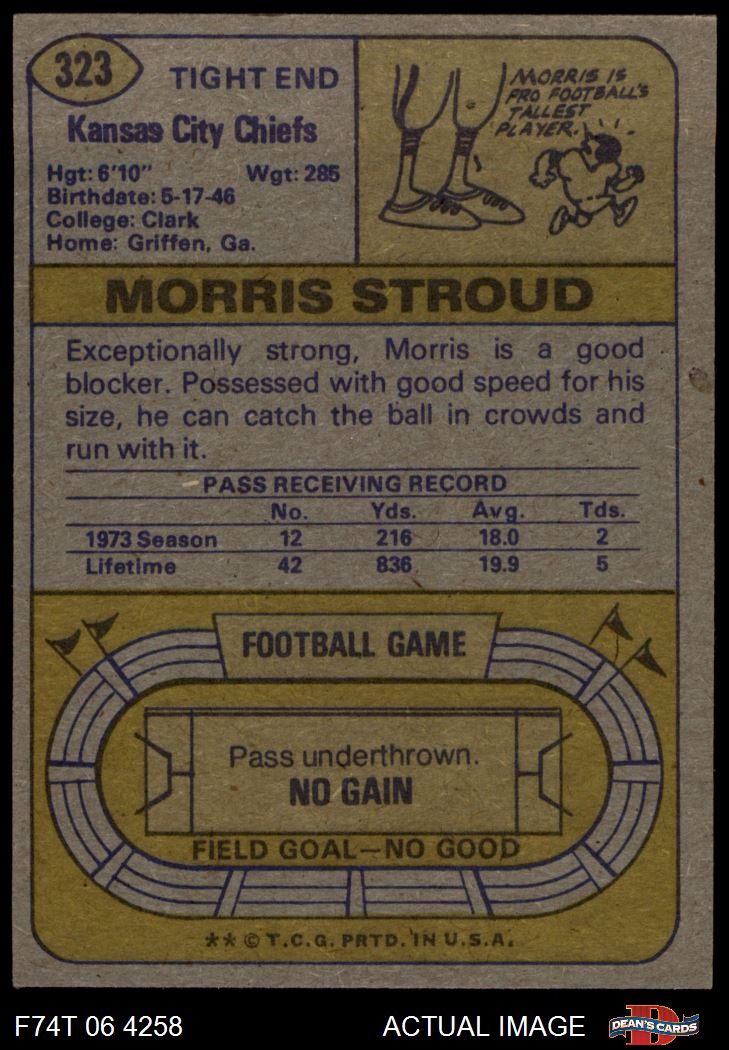 323
TIGHT END
Kansas City Chiefs
Hgt: 6'10" Wgt: 285
Birthdate: 5-17-46
College: Clark
Home: Griffen, Ga.
MORRIS IS
PRO FOOTBALL'S
TALLEST
PLAYER.
MORRIS STROUD
Exceptionally strong, Morris is a good
blocker. Possessed with good speed for his
size, he can catch the ball in crowds and
run with it.
PASS RECEIVING RECORD
No. Yds. Avg. Tds.
1973 Season 12 216 18.0 2
Lifetime 42 836 19.9 5
FOOTBALL GAME
Pass underthrown.
NO GAIN
FIELD GOAL—NO GOOD
** © T.C.G. PRTD. IN U.S.A.
F74T 06 4258 ACTUAL IMAGE
D
DEAN'S CARDS